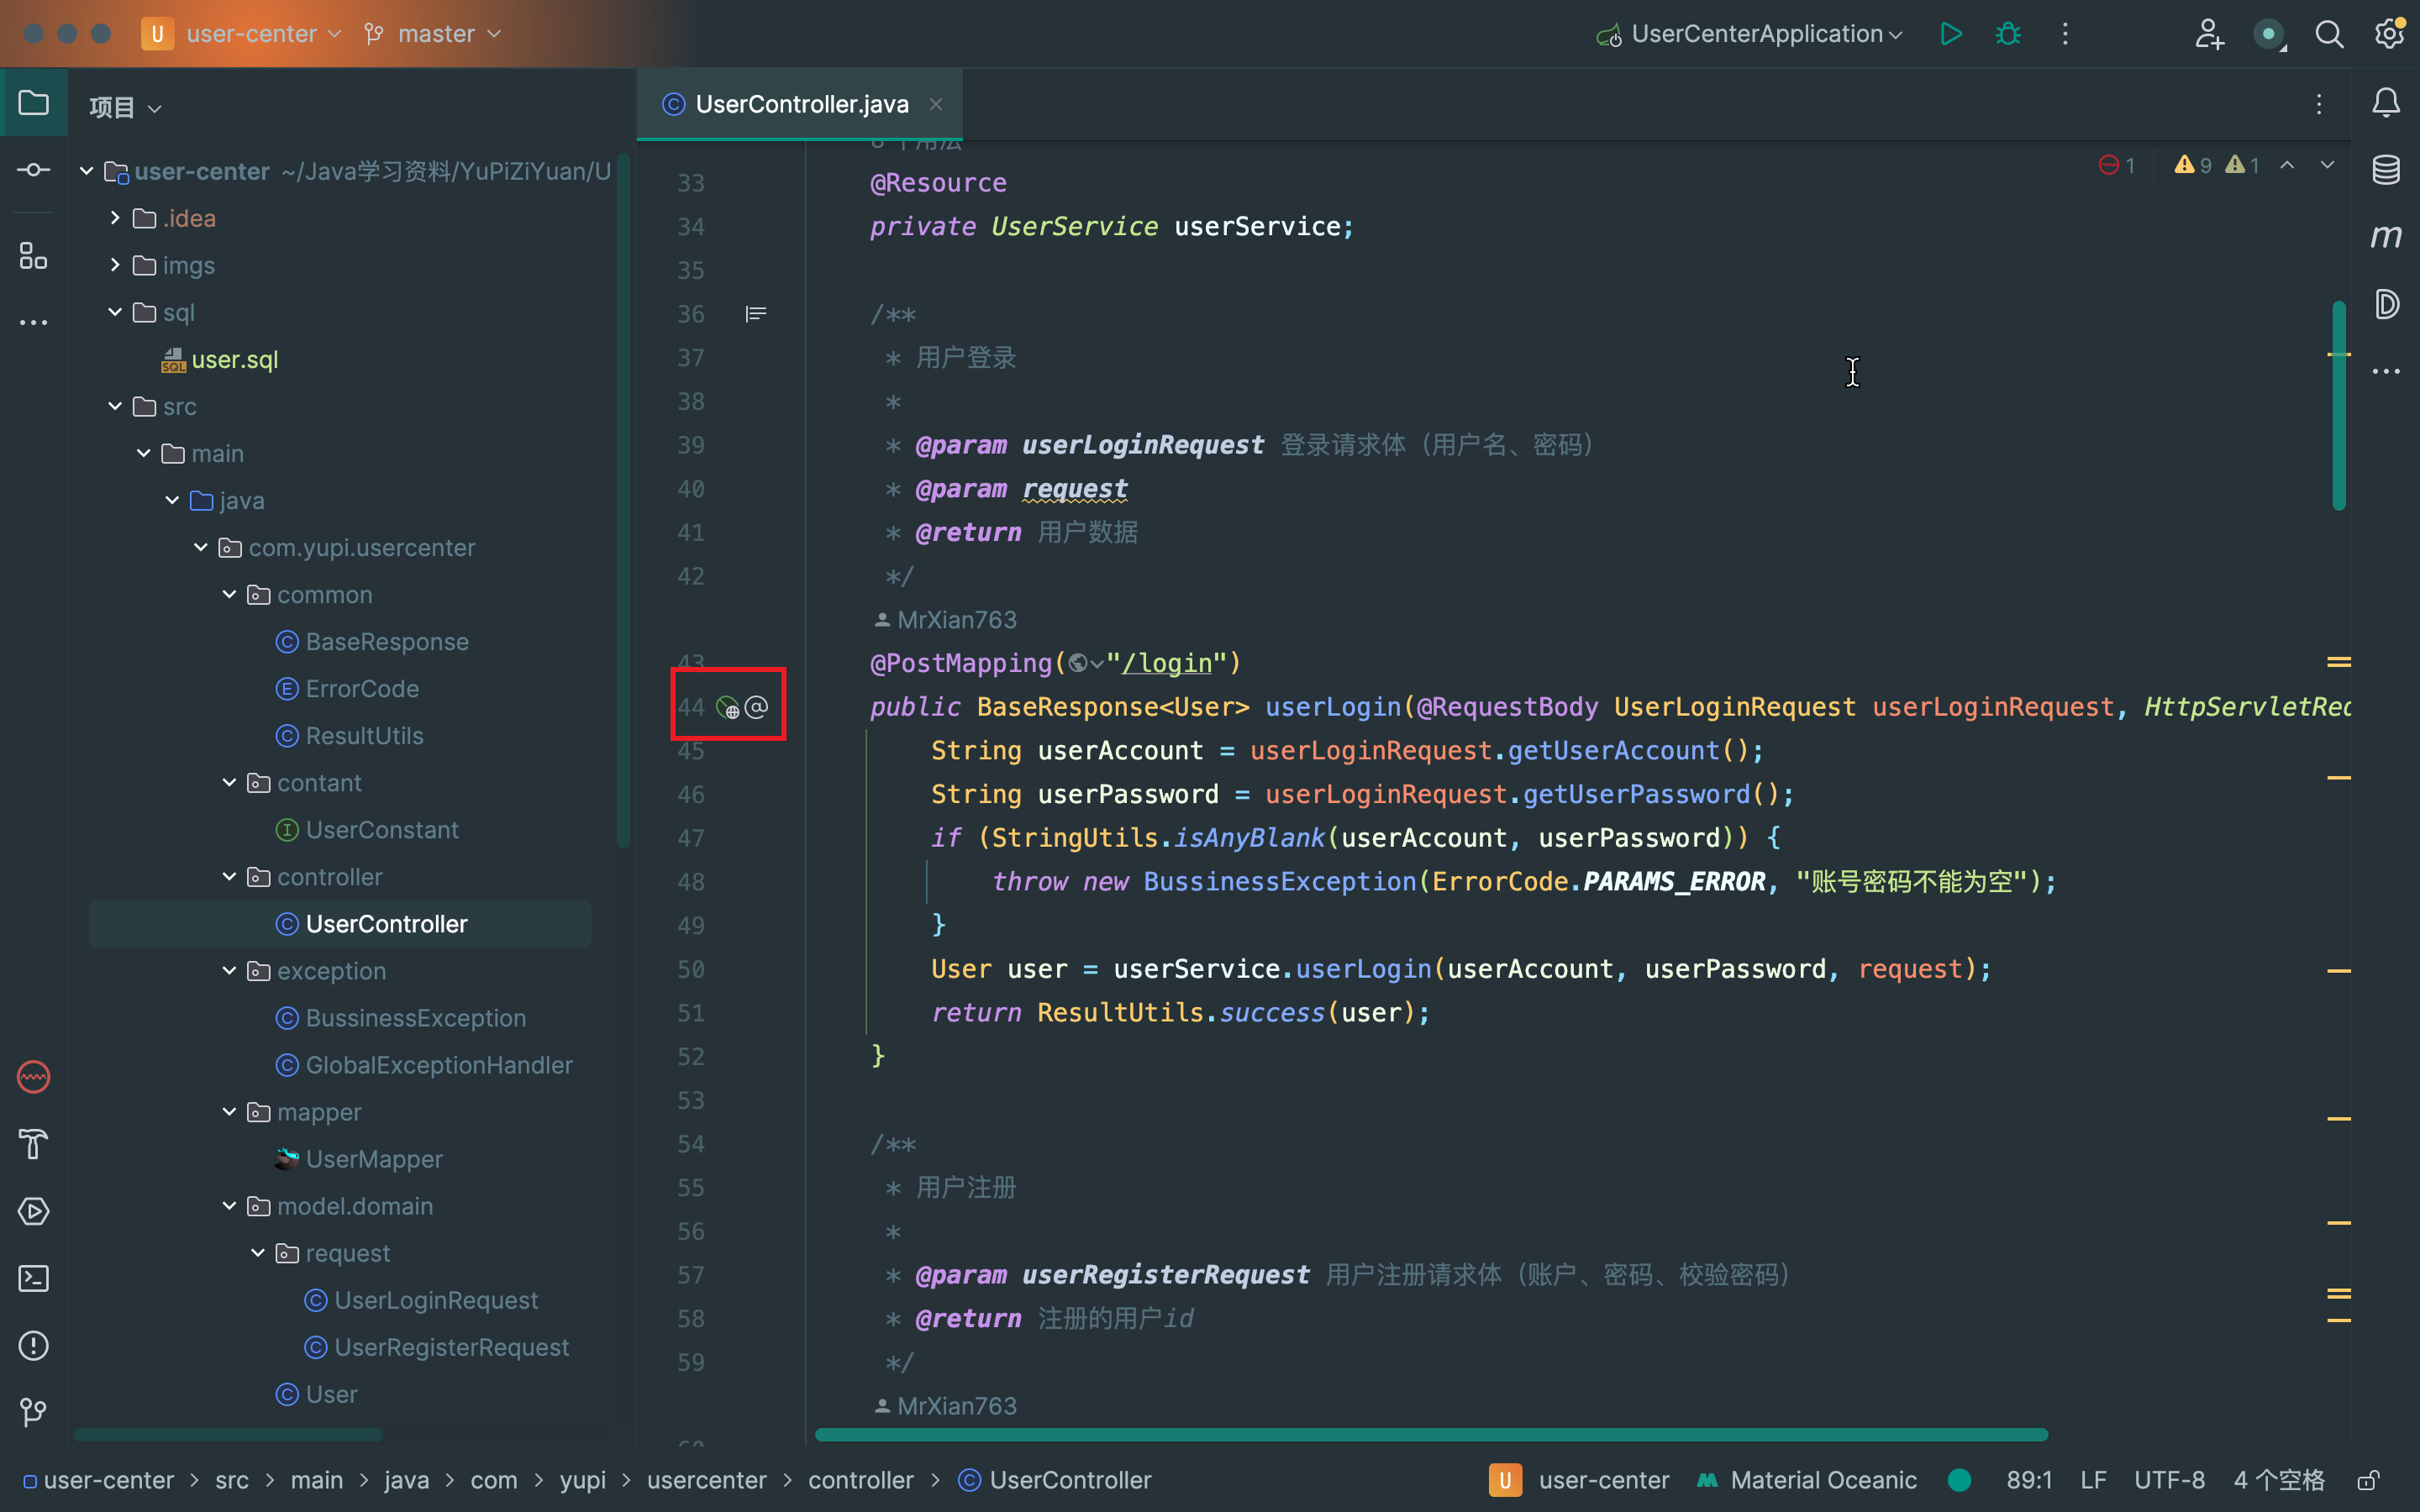 U user-center master UserCenterApplication
项目
UserController.java
user-center ~/Java学习资料/YuPiZiYuan/U
.idea
imgs
sql
SQL user.sql
src
main
java
com.yupi.usercenter
common
C BaseResponse
E ErrorCode
C ResultUtils
contant
I UserConstant
controller
C UserController
exception
C BussinessException
C GlobalExceptionHandler
mapper
UserMapper
model.domain
request
C UserLoginRequest
C UserRegisterRequest
C User
1 9 1
33 @Resource
34 private UserService userService;
35
36 /**
37 * 用户登录
38 *
39 * @param userLoginRequest 登录请求体（用户名、密码）
40 * @param request
41 * @return 用户数据
42 */
MrXian763
43 @PostMapping("/login")
44 @ public BaseResponse<User> userLogin(@RequestBody UserLoginRequest userLoginRequest, HttpServletRec
45 String userAccount = userLoginRequest.getUserAccount();
46 String userPassword = userLoginRequest.getUserPassword();
47 if (StringUtils.isAnyBlank(userAccount, userPassword)) {
48 throw new BussinessException(ErrorCode.PARAMS_ERROR, "账号密码不能为空");
49 }
50 User user = userService.userLogin(userAccount, userPassword, request);
51 return ResultUtils.success(user);
52 }
53
54 /**
55 * 用户注册
56 *
57 * @param userRegisterRequest 用户注册请求体（账户、密码、校验密码）
58 * @return 注册的用户id
59 */
MrXian763
m
D
user-center > src > main > java > com > yupi > usercenter > controller > C UserController
U user-center Material Oceanic 89:1 LF UTF-8 4 个空格